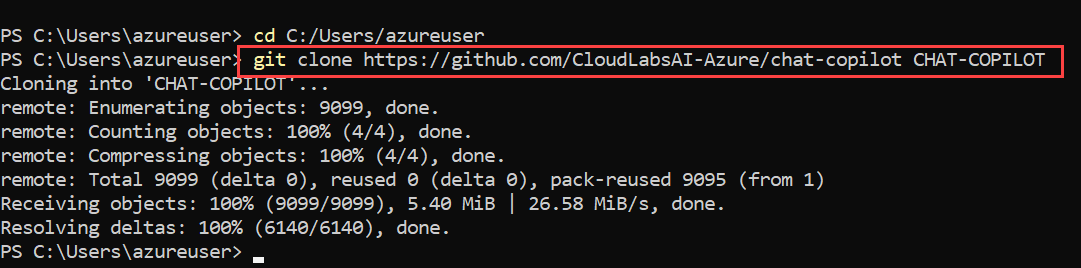 PS C:\Users\azureuser> cd C:/Users/azureuser
PS C:\Users\azureuser> git clone https://github.com/CloudLabsAI-Azure/chat-copilot CHAT-COPILOT
Cloning into 'CHAT-COPILOT'...
remote: Enumerating objects: 9099, done.
remote: Counting objects: 100% (4/4), done.
remote: Compressing objects: 100% (4/4), done.
remote: Total 9099 (delta 0), reused 0 (delta 0), pack-reused 9095 (from 1)
Receiving objects: 100% (9099/9099), 5.40 MiB | 26.58 MiB/s, done.
Resolving deltas: 100% (6140/6140), done.
PS C:\Users\azureuser>